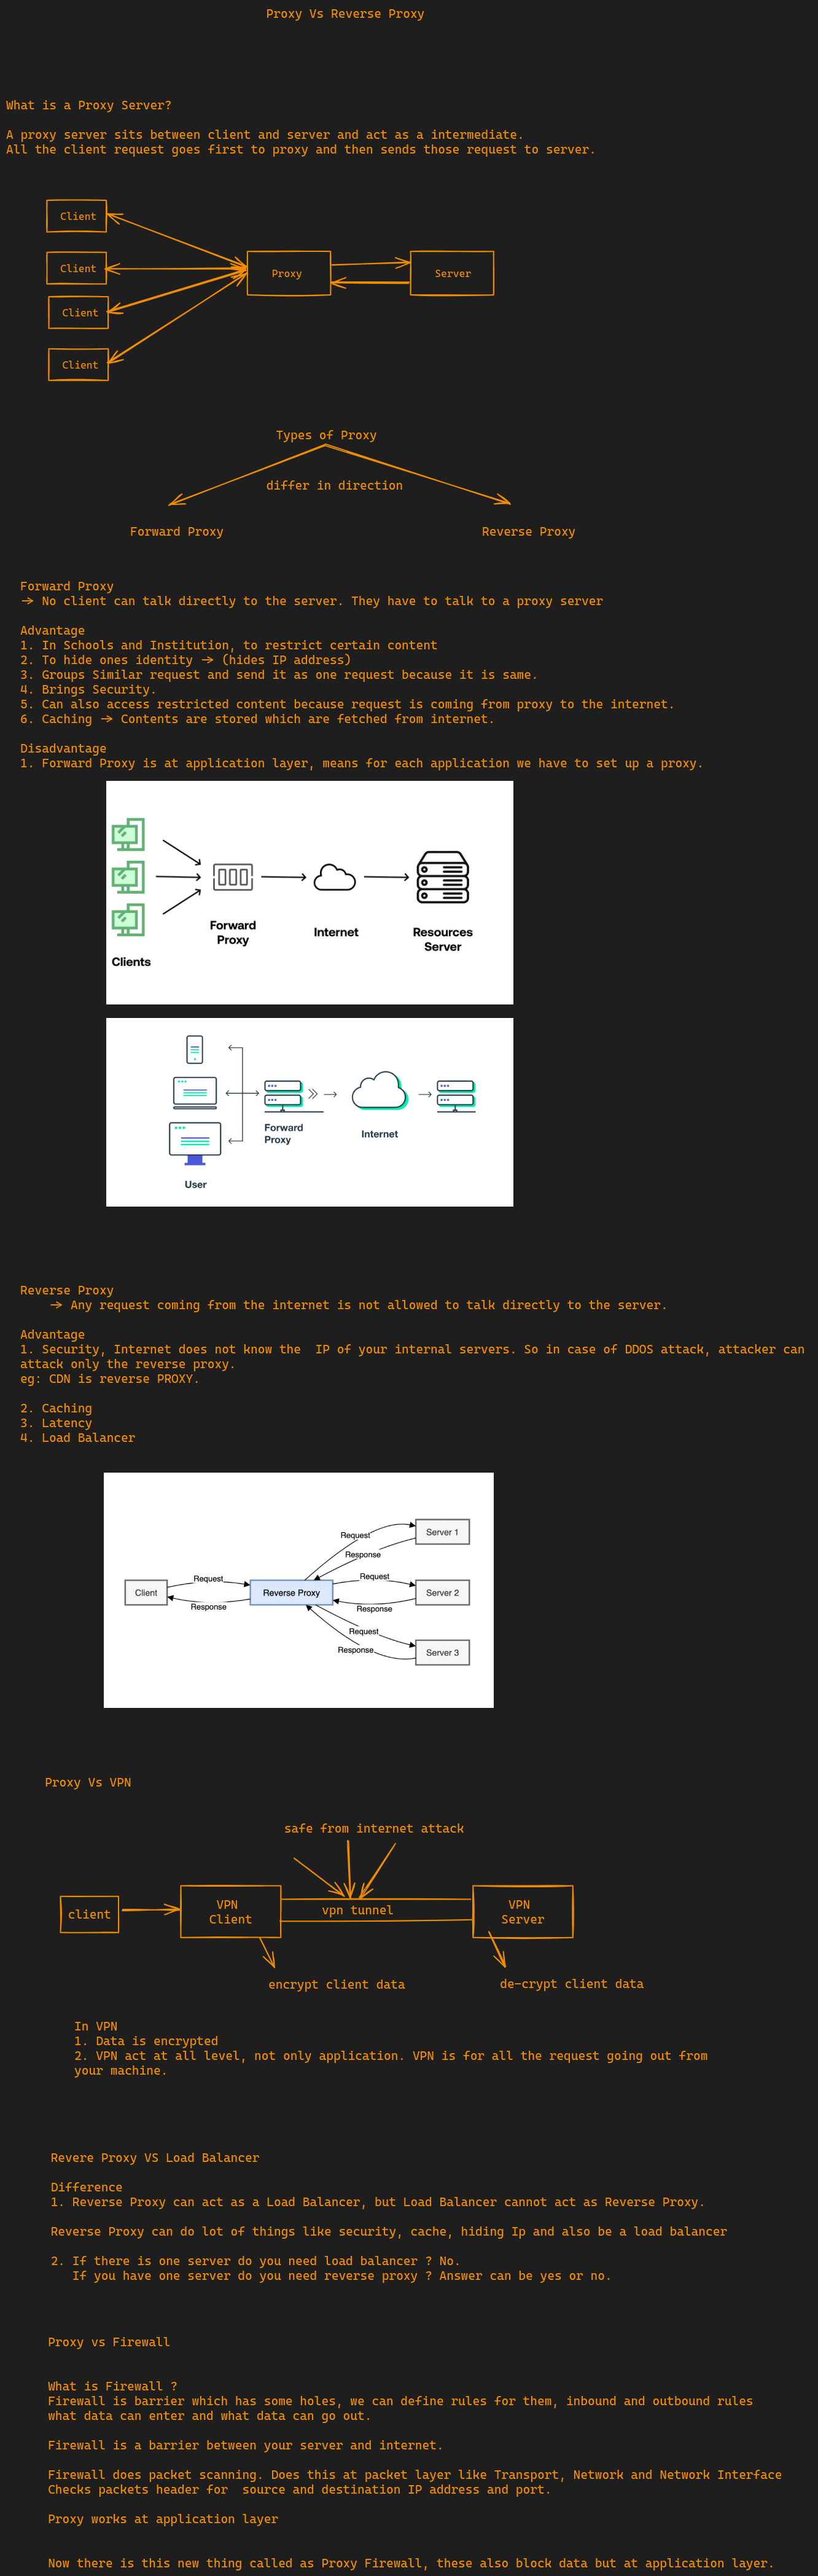 Proxy Vs Reverse Proxy
What is a Proxy Server?
A proxy server sits between client and server and act as a intermediate.
All the client request goes first to proxy and then sends those request to server.
Client
Client
Client
Client
Proxy
Server
Types of Proxy
differ in direction
Forward Proxy
Reverse Proxy
Forward Proxy
→ No client can talk directly to the server. They have to talk to a proxy server
Advantage
1. In Schools and Institution, to restrict certain content
2. To hide ones identity → (hides IP address)
3. Groups Similar request and send it as one request because it is same.
4. Brings Security.
5. Can also access restricted content because request is coming from proxy to the internet.
6. Caching → Contents are stored which are fetched from internet.
Disadvantage
1. Forward Proxy is at application layer, means for each application we have to set up a proxy.
Clients
Forward
Proxy
Internet
Resources
Server
User
Forward
Proxy
Internet
Reverse Proxy
→ Any request coming from the internet is not allowed to talk directly to the server.
Advantage
1. Security, Internet does not know the  IP of your internal servers. So in case of DDOS attack, attacker can
attack only the reverse proxy.
eg: CDN is reverse PROXY.
2. Caching
3. Latency
4. Load Balancer
Client
Request
Response
Reverse Proxy
Request
Response
Server 1
Request
Response
Server 2
Request
Response
Server 3
Proxy Vs VPN
safe from internet attack
client
VPN
Client
vpn tunnel
VPN
Server
encrypt client data
de-crypt client data
In VPN
1. Data is encrypted
2. VPN act at all level, not only application. VPN is for all the request going out from
your machine.
Revere Proxy VS Load Balancer
Difference
1. Reverse Proxy can act as a Load Balancer, but Load Balancer cannot act as Reverse Proxy.
Reverse Proxy can do lot of things like security, cache, hiding Ip and also be a load balancer
2. If there is one server do you need load balancer ? No.
If you have one server do you need reverse proxy ? Answer can be yes or no.
Proxy vs Firewall
What is Firewall ?
Firewall is barrier which has some holes, we can define rules for them, inbound and outbound rules
what data can enter and what data can go out.
Firewall is a barrier between your server and internet.
Firewall does packet scanning. Does this at packet layer like Transport, Network and Network Interface
Checks packets header for  source and destination IP address and port.
Proxy works at application layer
Now there is this new thing called as Proxy Firewall, these also block data but at application layer.